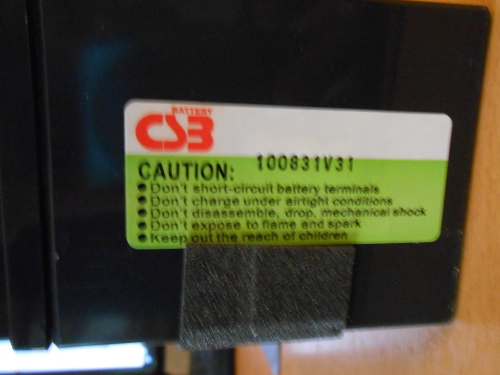 BATTERY
CSB
CAUTION: 100831V31
Don't short-circuit battery terminals
Don't charge under airtight conditions
Don't disassemble, drop, mechanical shock
Don't expose to flame and spark
Keep out the reach of children